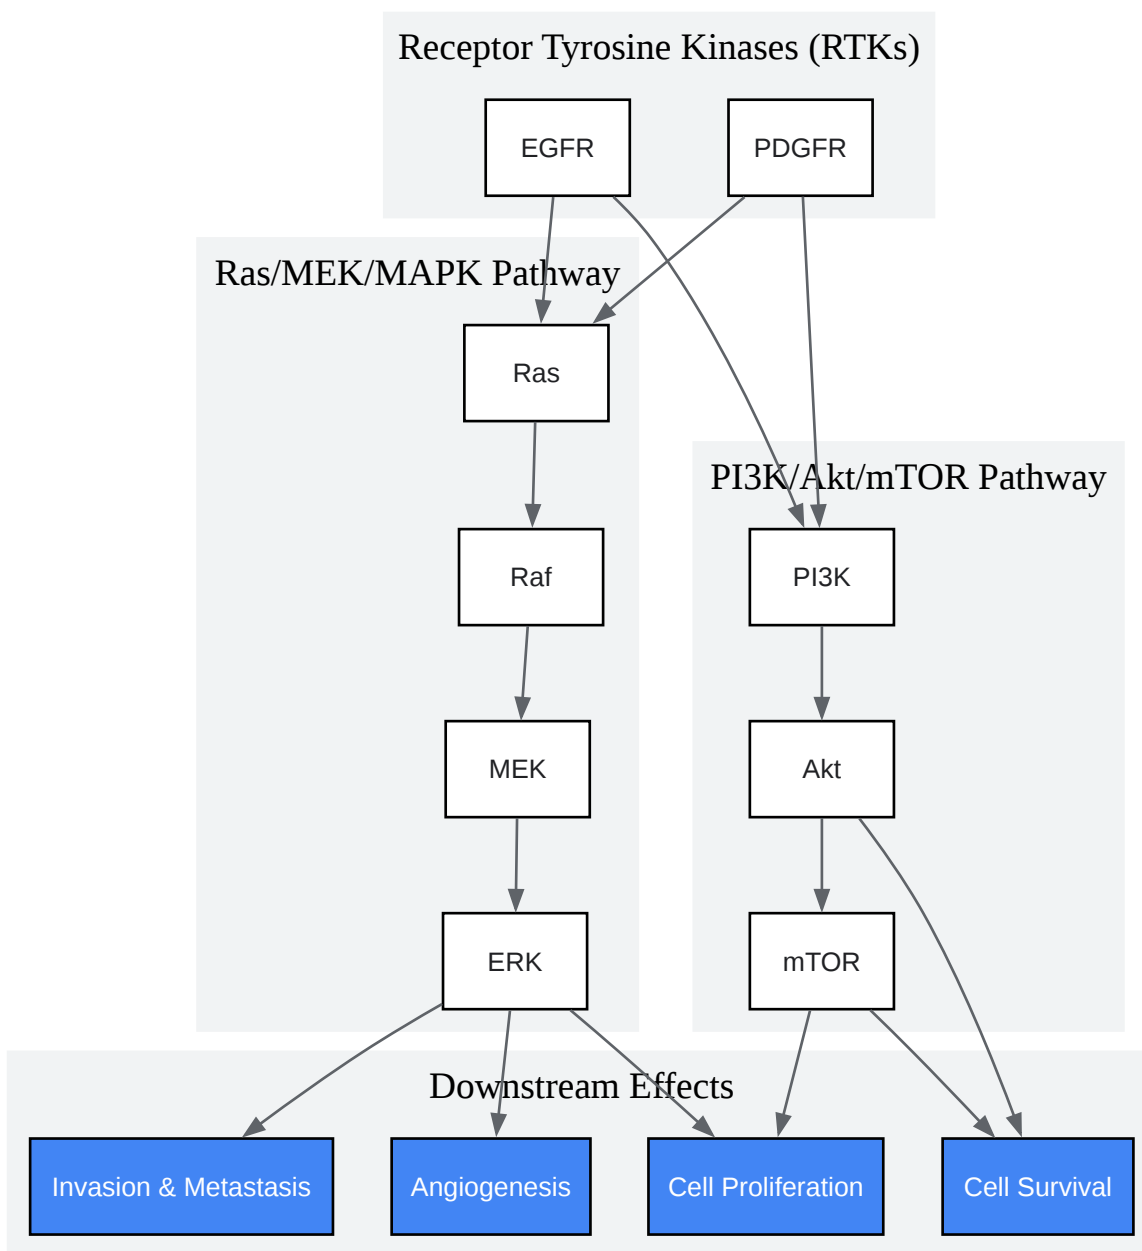 Receptor Tyrosine Kinases (RTKs)
EGFR
PDGFR
Ras/MEK/MAPK Pathway
Ras
PI3K/Akt/mTOR Pathway
Raf
PI3K
MEK
Akt
ERK
mTOR
Downstream Effects
Invasion & Metastasis
Angiogenesis
Cell Proliferation
Cell Survival